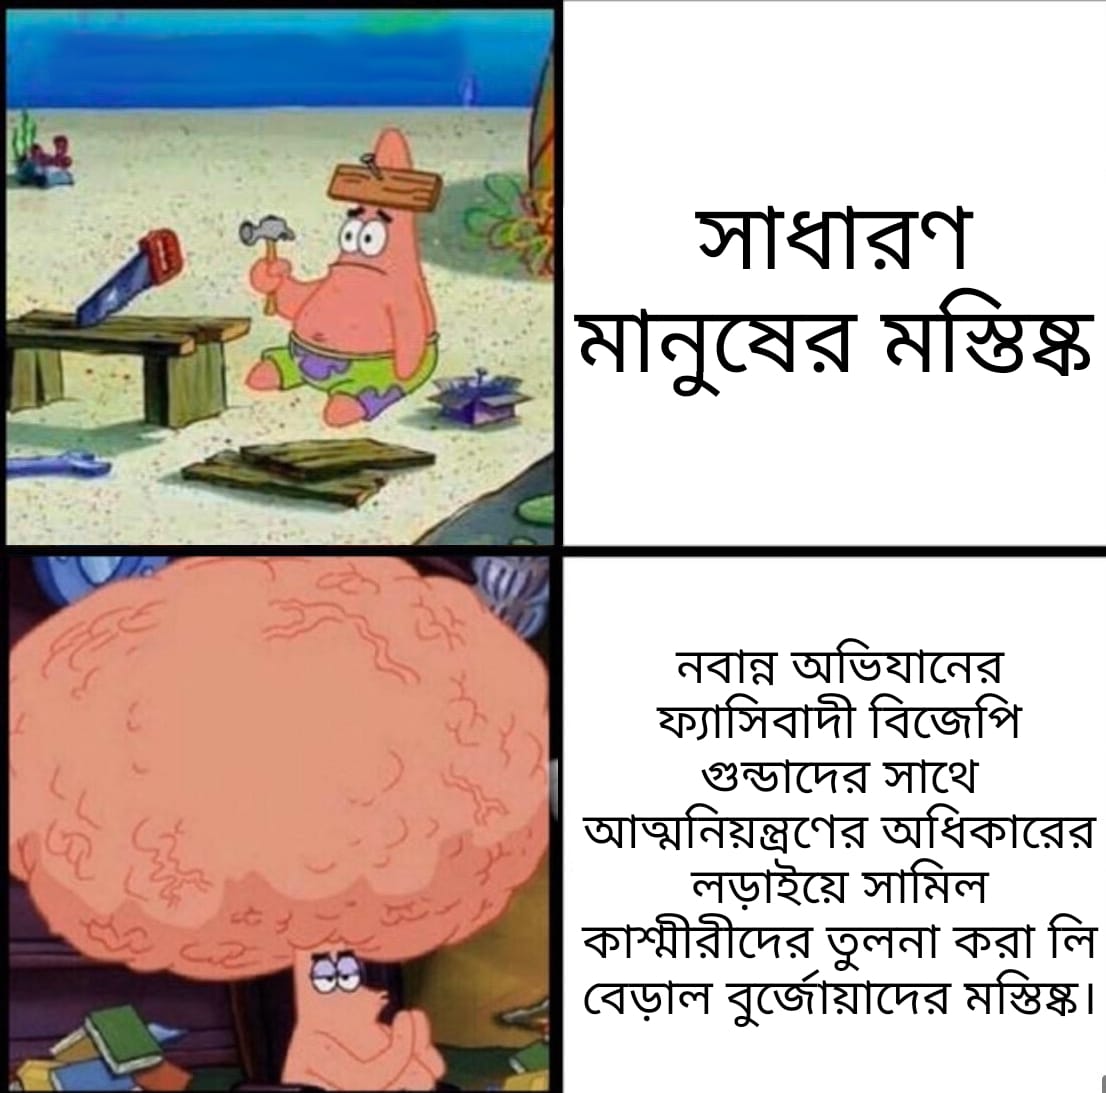 সাধারণ
মানুষের মস্তিষ্ক
নবান্ন অভিযানের
ফ্যাসিবাদী বিজেপি
গুন্ডাদের সাথে
আত্মনিয়ন্ত্রণের অধিকারের
লড়াইয়ে সামিল
কাশ্মীরীদের তুলনা করা লি
বেড়াল বুর্জোয়াদের মস্তিষ্ক।